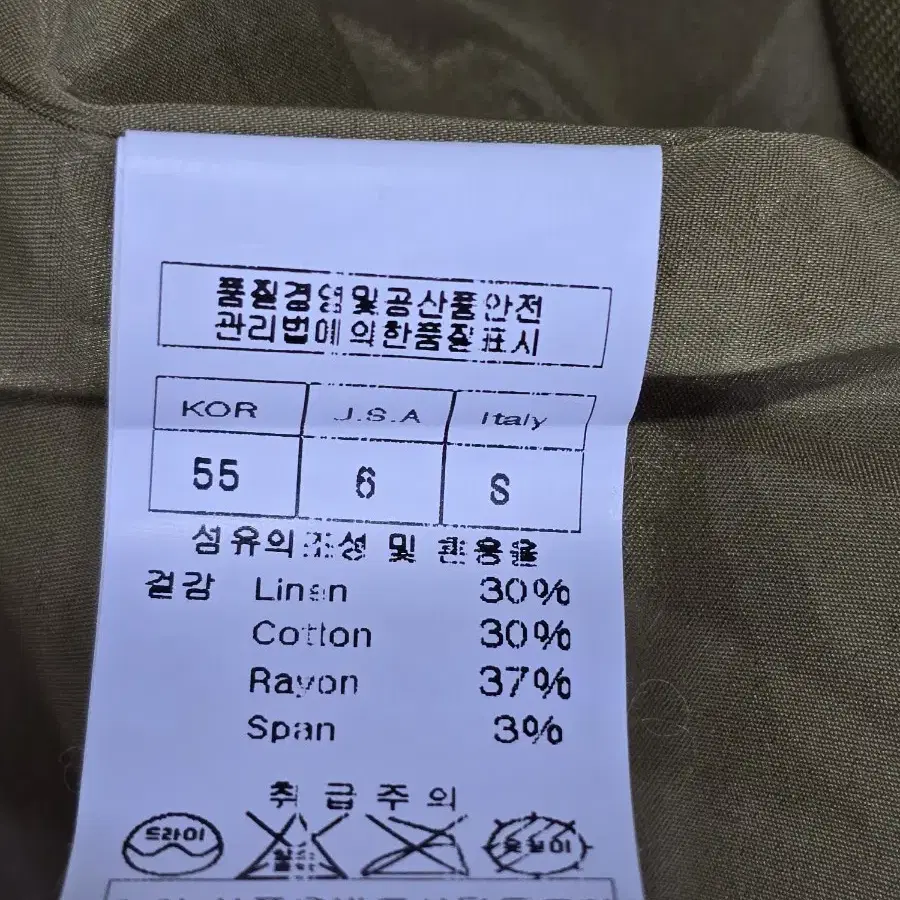 품질경영및공산품안전
관리법에의한품질표시
KOR J.S.A Italy
55 6 S
섬유의조성 및 혼용율
겉감 Linen 30%
Cotton 30%
Rayon 37%
Span 3%
취 급 주 의
드라이